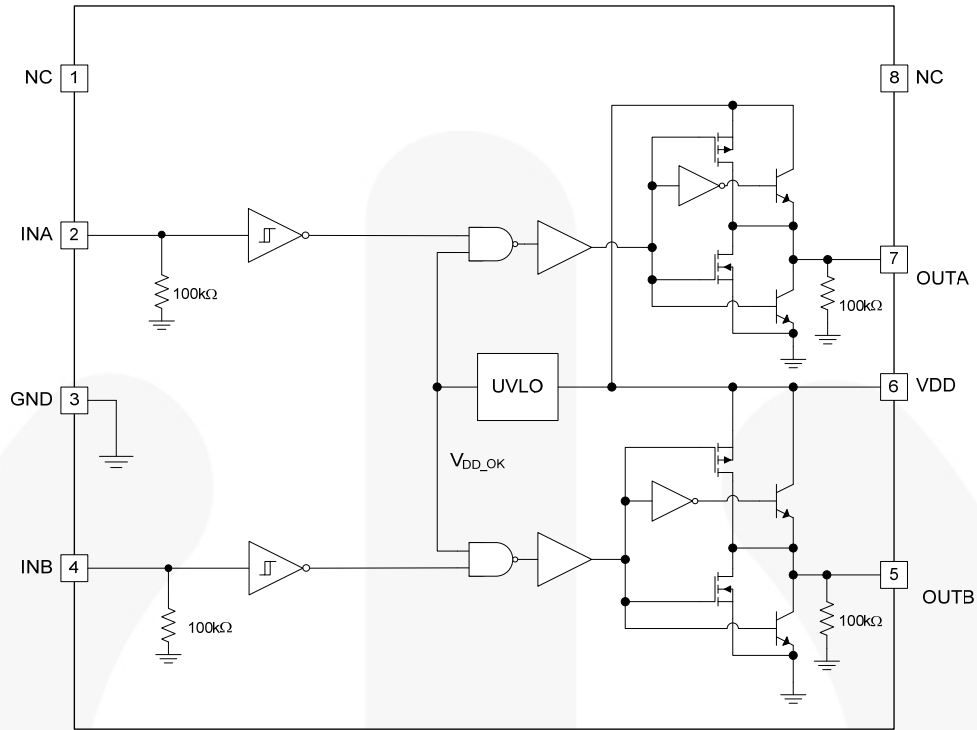 NC 1
8 NC
INA 2
100kΩ
7 OUTA
100kΩ
GND 3
UVLO
6 VDD
VDD_OK
INB 4
100kΩ
5 OUTB
100kΩ